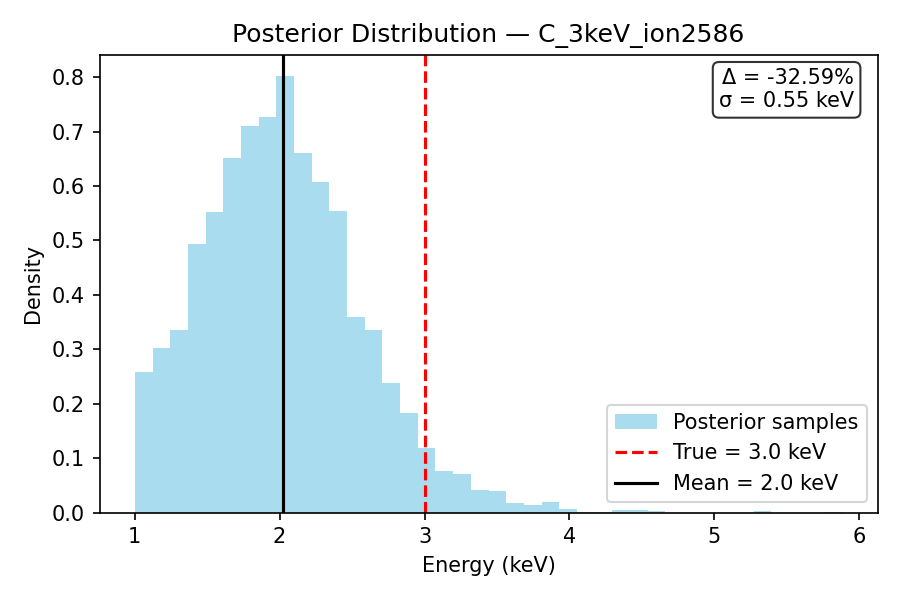 Posterior Distribution — C_3keV_ion2586
Δ = -32.59%
σ = 0.55 keV
0.8
0.7
0.6
0.5
0.4
0.3
0.2
0.1
0.0
Density
Posterior samples
True = 3.0 keV
Mean = 2.0 keV
1 2 3 4 5 6
Energy (keV)